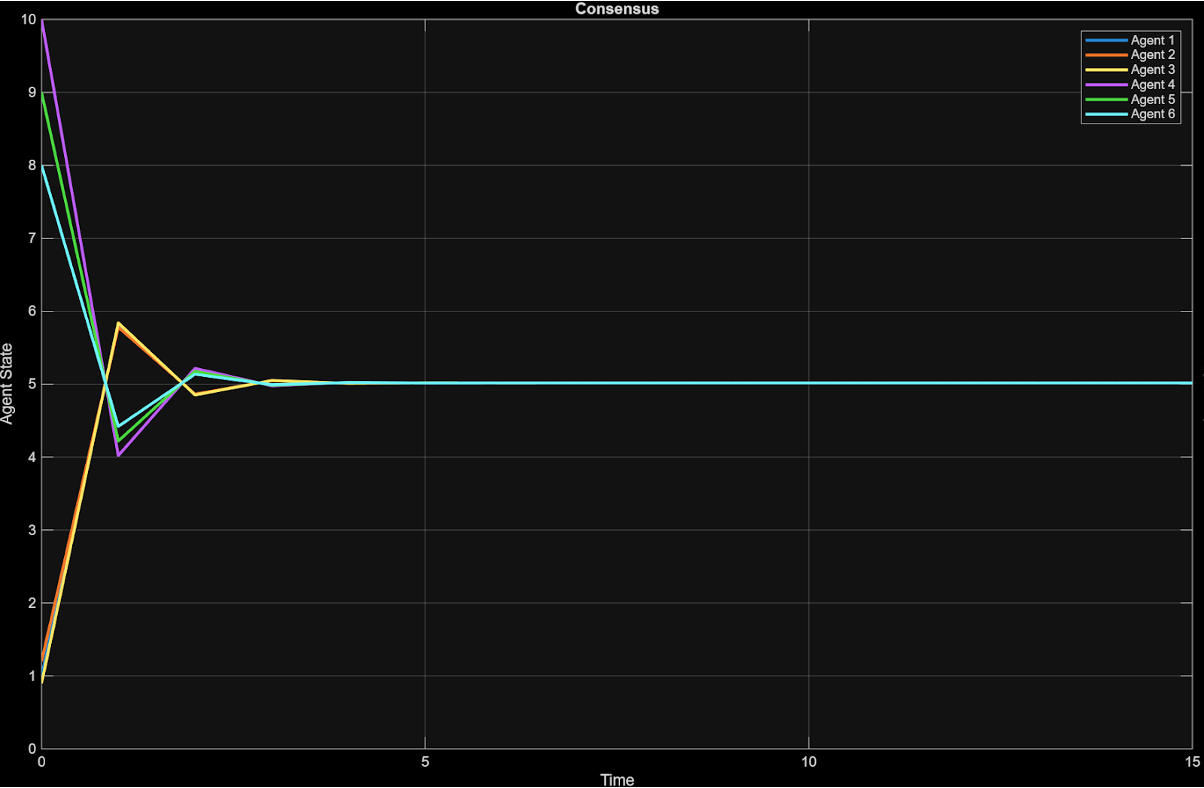 Consensus
10
9
8
7
6
5
4
3
2
1
0
Agent State
Agent 1
Agent 2
Agent 3
Agent 4
Agent 5
Agent 6
0 5 10 15
Time